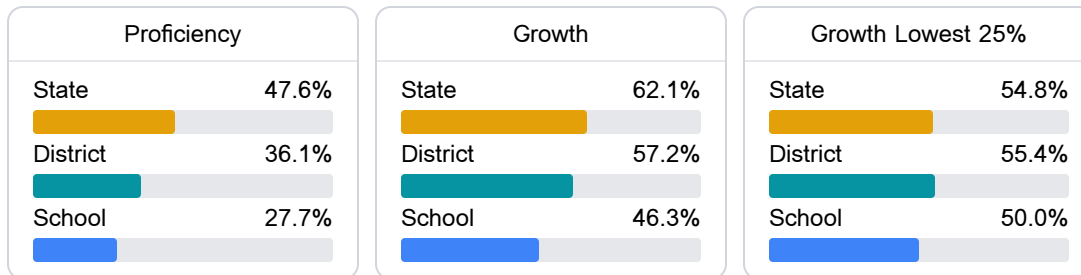 Proficiency
State 47.6%
District 36.1%
School 27.7%
Growth
State 62.1%
District 57.2%
School 46.3%
Growth Lowest 25%
State 54.8%
District 55.4%
School 50.0%